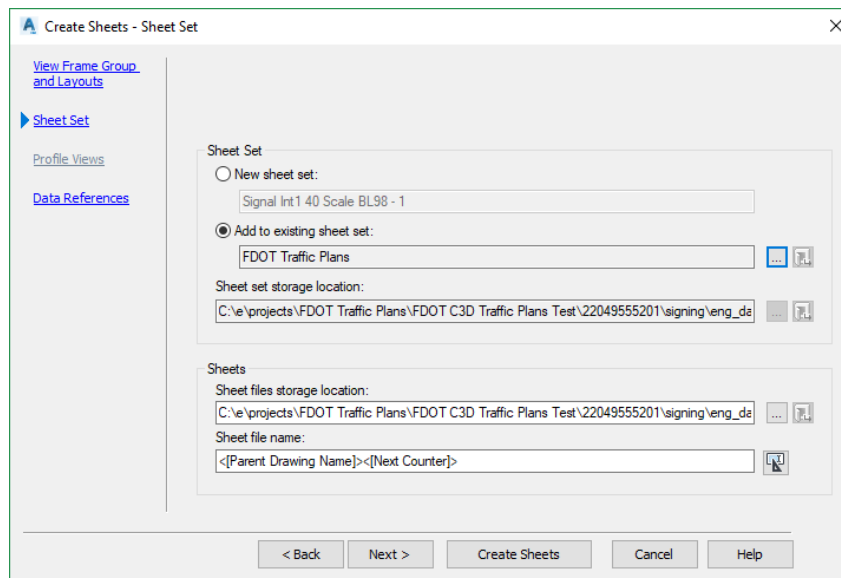 Create Sheets - Sheet Set
View Frame Group
and Layouts
Sheet Set
Profile Views
Data References
Sheet Set
New sheet set:
Signal Int1 40 Scale BL98 - 1
Add to existing sheet set:
FDOT Traffic Plans
...
Sheet set storage location:
C:\e\projects\FDOT Traffic Plans\FDOT C3D Traffic Plans Test\22049555201\signing\eng_da
...
Sheets
Sheet files storage location:
C:\e\projects\FDOT Traffic Plans\FDOT C3D Traffic Plans Test\22049555201\signing\eng_da
...
Sheet file name:
<[Parent Drawing Name]><[Next Counter]>
< Back
Next >
Create Sheets
Cancel
Help